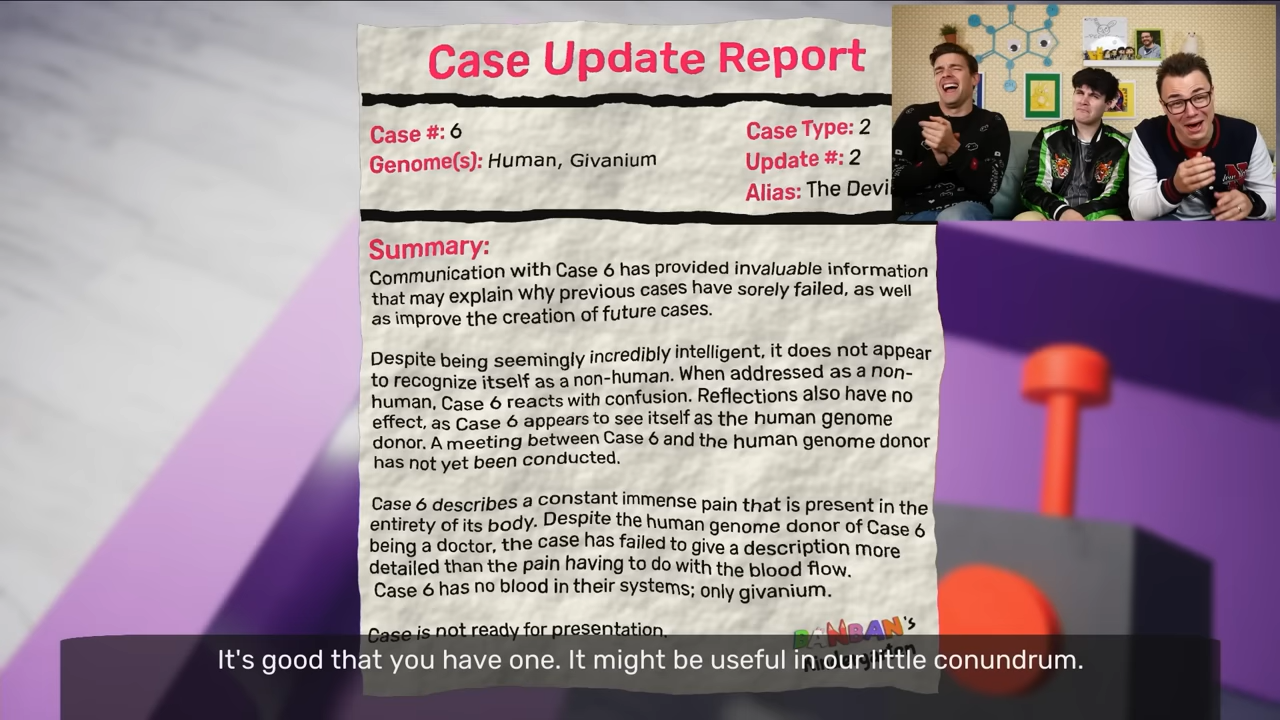 Case Update Report
Case #: 6
Case Type: 2
Genome(s): Human, Givanium
Update #: 2
Alias: The Devi
Summary:
Communication with Case 6 has provided invaluable information
that may explain why previous cases have sorely failed, as well
as improve the creation of future cases.
Despite being seemingly incredibly intelligent, it does not appear
to recognize itself as a non-human. When addressed as a non-
human, Case 6 reacts with confusion. Reflections also have no
effect, as Case 6 appears to see itself as the human genome
donor. A meeting between Case 6 and the human genome donor
has not yet been conducted.
Case 6 describes a constant immense pain that is present in the
entirety of its body. Despite the human genome donor of Case 6
being a doctor, the case has failed to give a description more
detailed than the pain having to do with the blood flow.
Case 6 has no blood in their systems; only givanium.
Case is not ready for presentation.
BANBAN's
Kindergarten
It's good that you have one. It might be useful in our little conundrum.